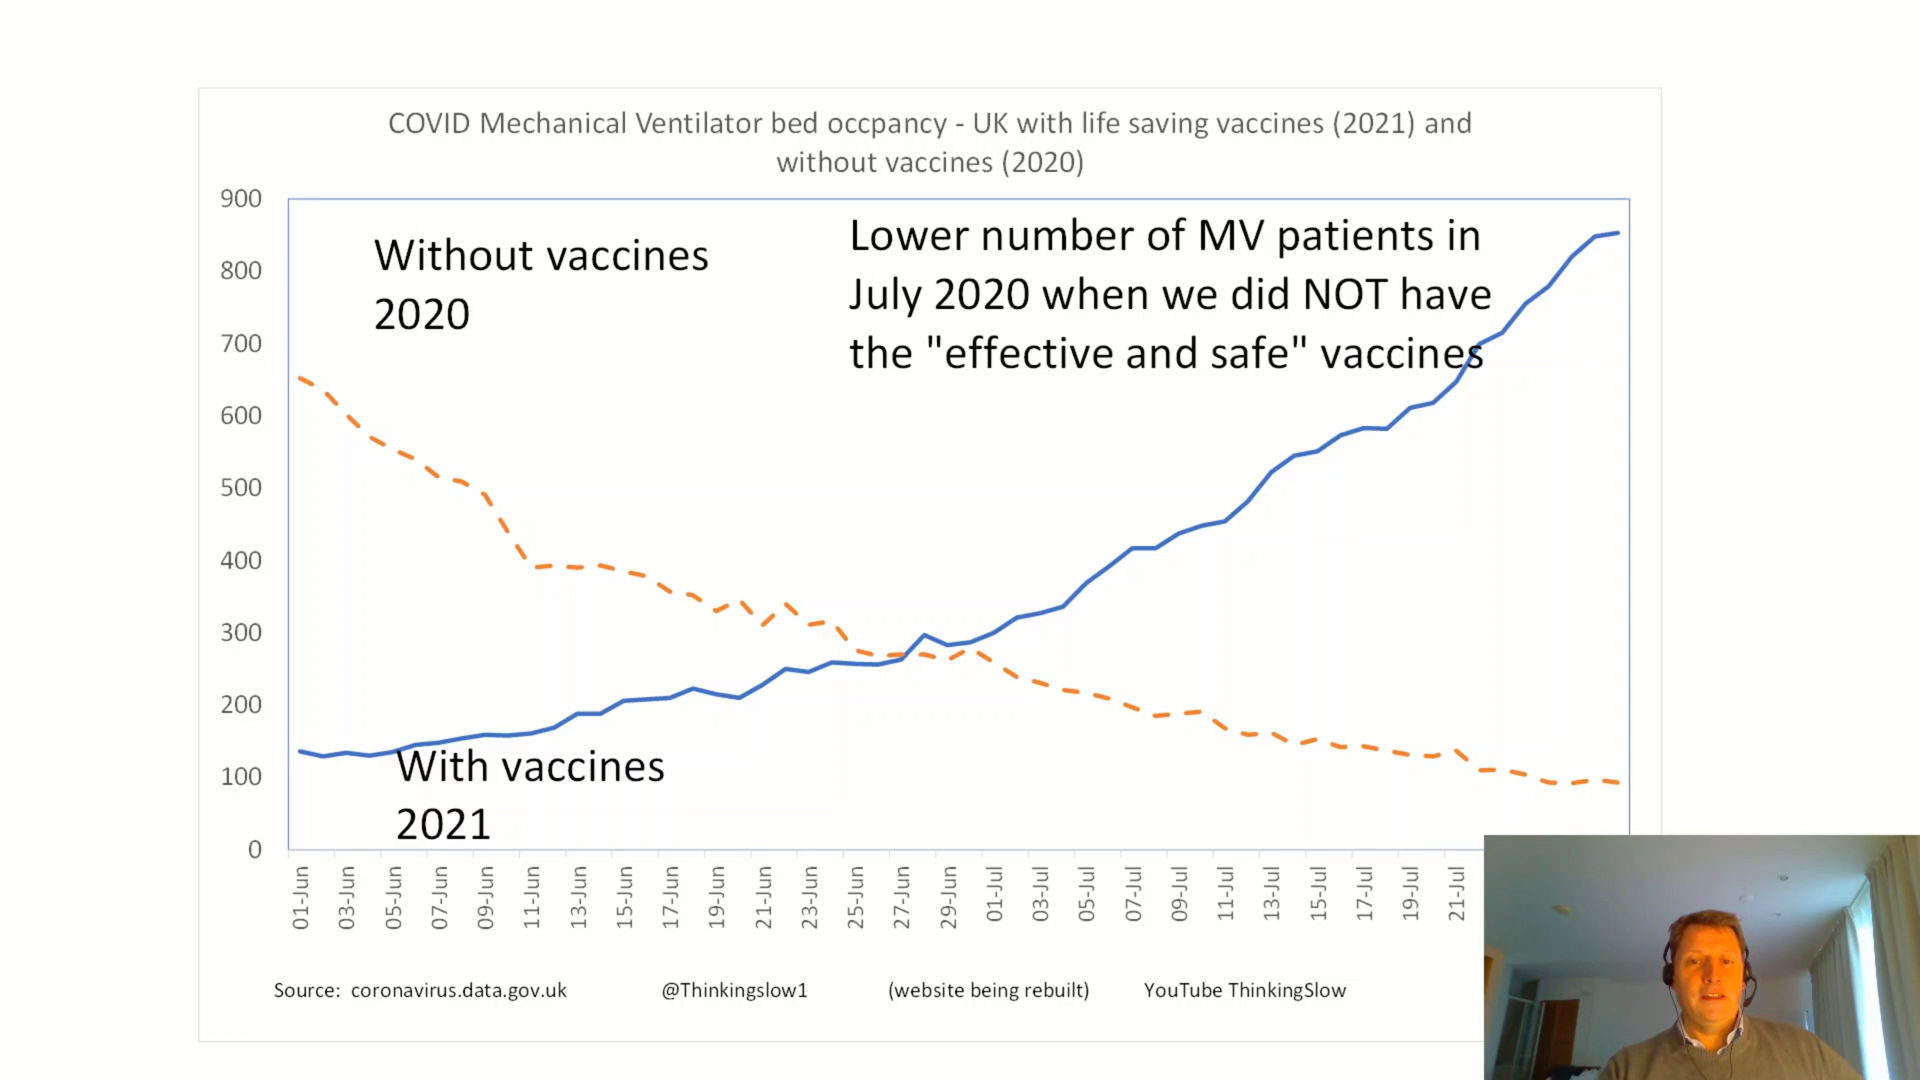 COVID Mechanical Ventilator bed occpancy - UK with life saving vaccines (2021) and
without vaccines (2020)
900
800
700
600
500
400
300
200
100
0
Without vaccines
2020
Lower number of MV patients in
July 2020 when we did NOT have
the "effective and safe" vaccines
With vaccines
2021
01-Jun
03-Jun
05-Jun
07-Jun
09-Jun
11-Jun
13-Jun
15-Jun
17-Jun
19-Jun
21-Jun
23-Jun
25-Jun
27-Jun
29-Jun
01-Jul
03-Jul
05-Jul
07-Jul
09-Jul
11-Jul
13-Jul
15-Jul
17-Jul
19-Jul
21-Jul
Source: coronavirus.data.gov.uk @Thinkingslow1 (website being rebuilt) YouTube ThinkingSlow